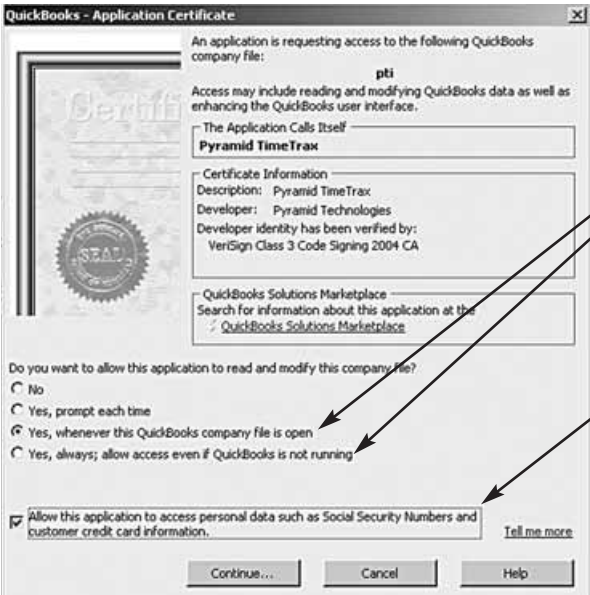 QuickBooks - Application Certificate
An application is requesting access to the following QuickBooks
company file:
pti
Access may include reading and modifying QuickBooks data as well as
enhancing the QuickBooks user interface.
The Application Calls Itself
Pyramid TimeTrax
Certificate Information
Description: Pyramid TimeTrax
Developer: Pyramid Technologies
Developer identity has been verified by:
VeriSign Class 3 Code Signing 2004 CA
QuickBooks Solutions Marketplace
Search for information about this application at the
QuickBooks Solutions Marketplace
Certifi
SEAL
Do you want to allow this application to read and modify this company file?
No
Yes, prompt each time
Yes, whenever this QuickBooks company file is open
Yes, always; allow access even if QuickBooks is not running
Allow this application to access personal data such as Social Security Numbers and
customer credit card information.
Tell me more
Continue...
Cancel
Help